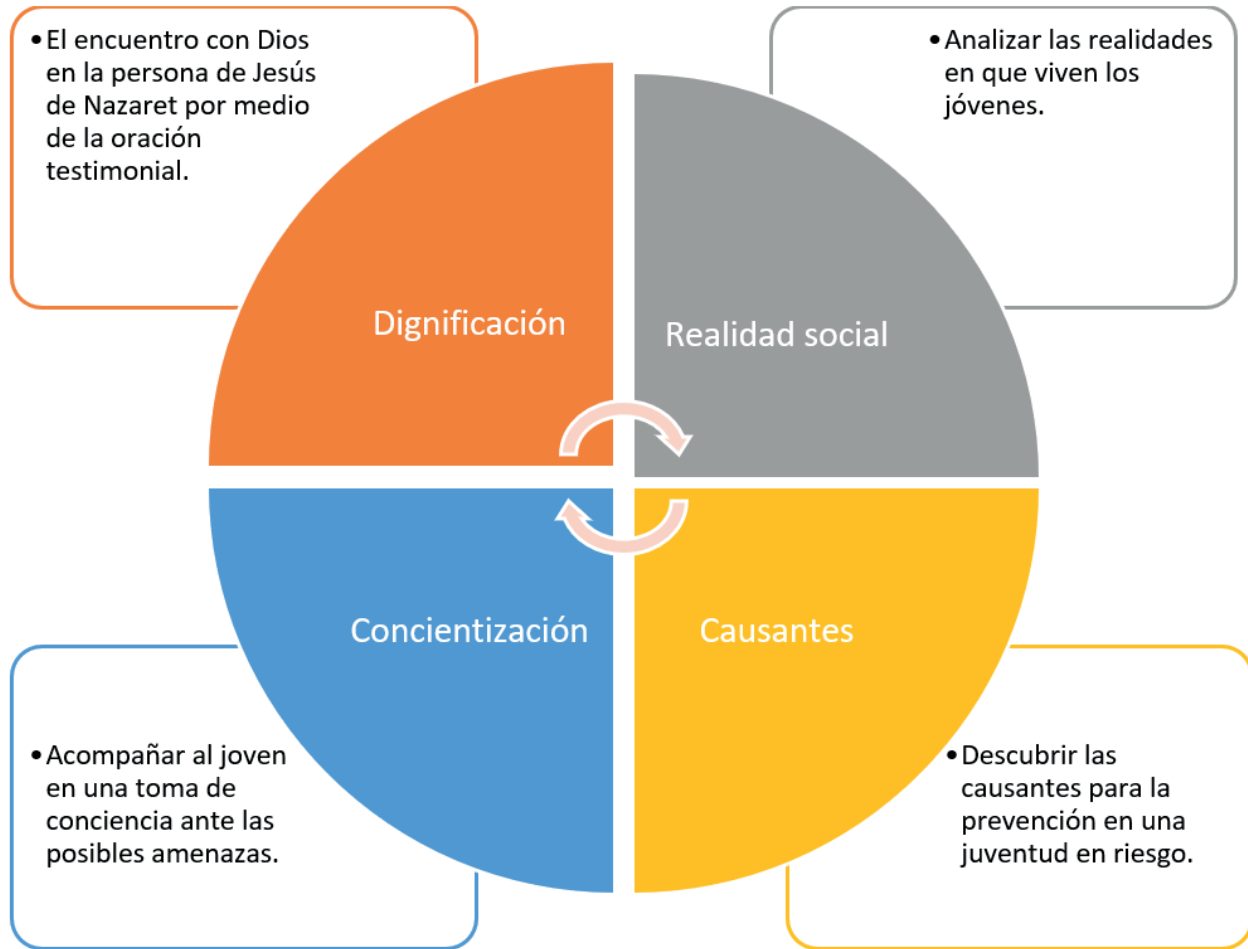 •El encuentro con Dios
en la persona de Jesús
de Nazaret por medio
de la oración
testimonial.
•Analizar las realidades
en que viven los
jóvenes.
Dignificación
Realidad social
Concientización
Causantes
•Acompañar al joven
en una toma de
conciencia ante las
posibles amenazas.
•Descubrir las
causantes para la
prevención en una
juventud en riesgo.